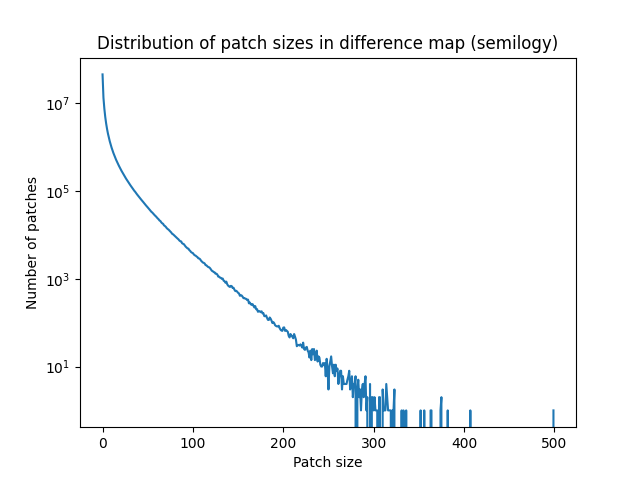 Distribution of patch sizes in difference map (semilogy)
Number of patches
10^7
10^5
10^3
10^1
0 100 200 300 400 500
Patch size